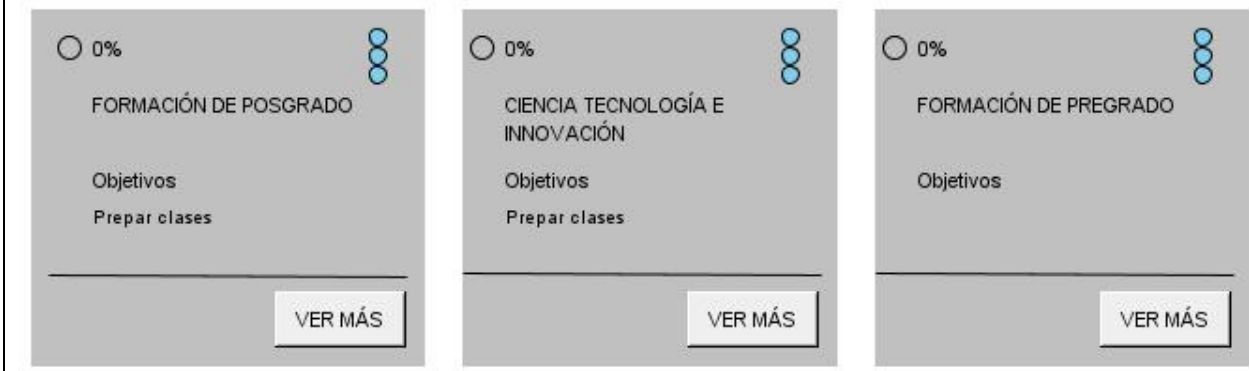 0%
FORMACIÓN DE POSGRADO
Objetivos
Prepar clases
VER MÁS
0%
CIENCIA TECNOLOGÍA E
INNOVACIÓN
Objetivos
Prepar clases
VER MÁS
0%
FORMACIÓN DE PREGRADO
Objetivos
VER MÁS